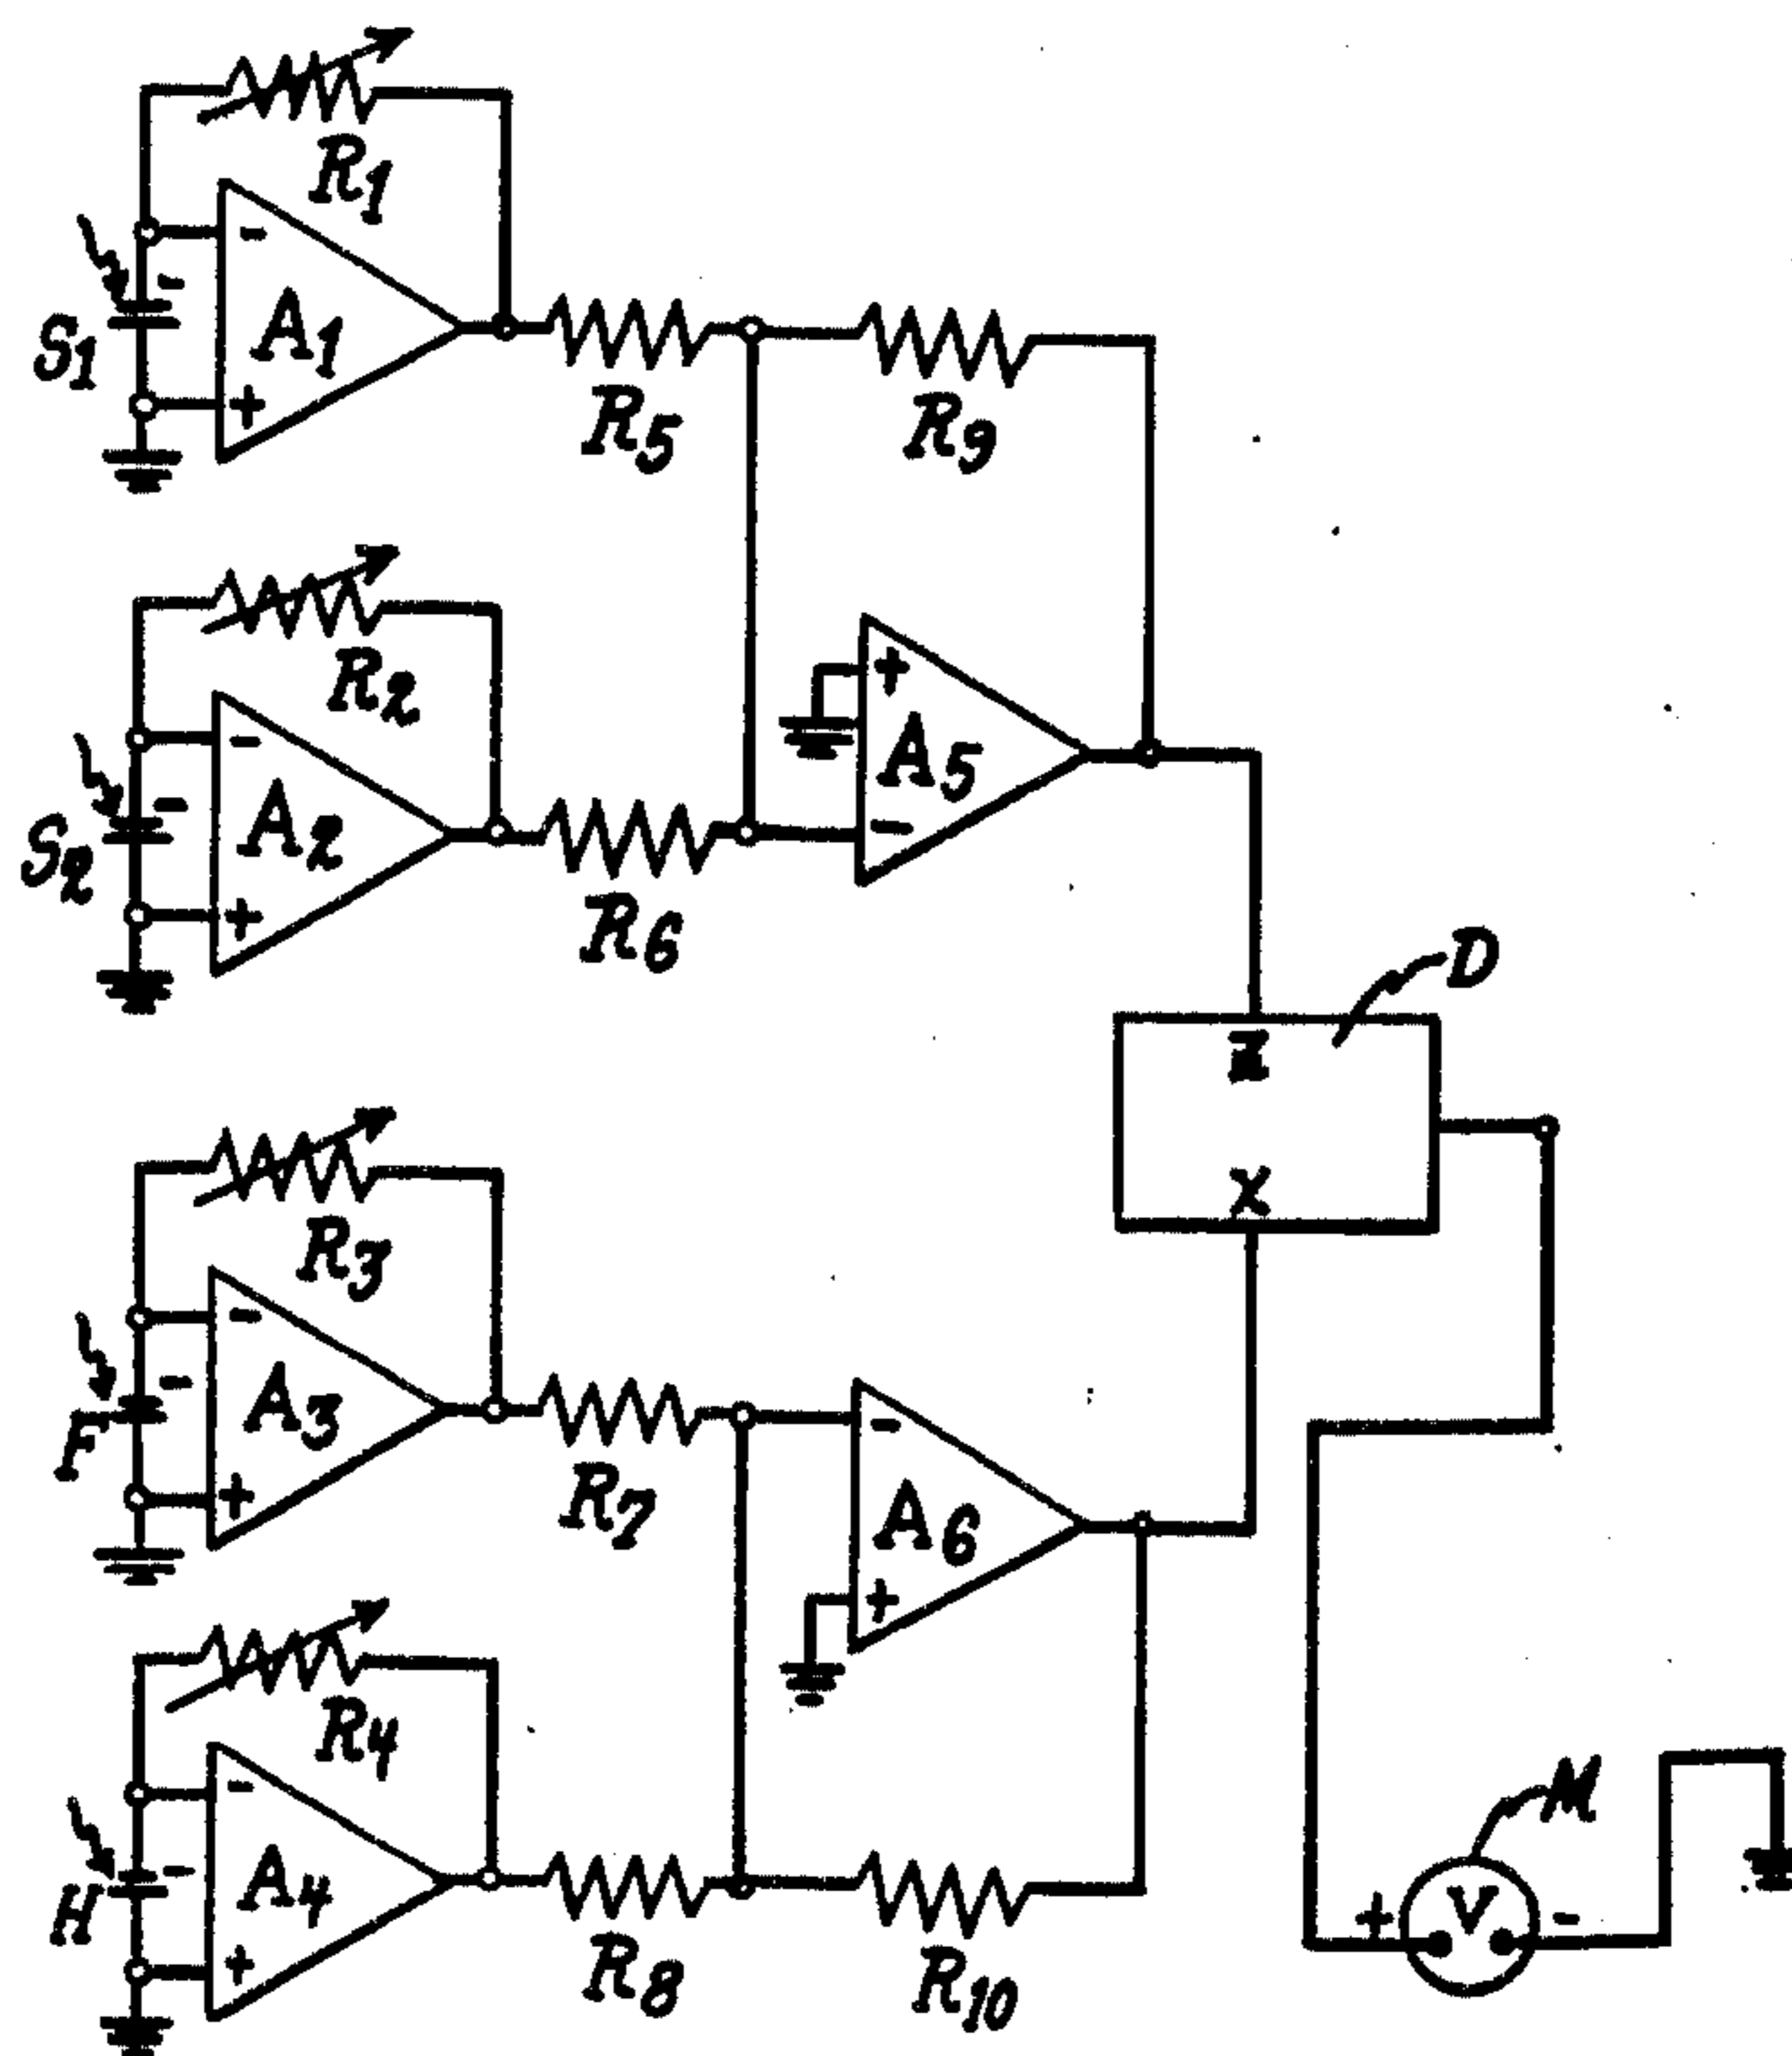 R1
-
-
A1
S1
+
R5
R9
R2
-
-
A2
S2
+
R6
+
A5
-
D
Z
X
R3
-
-
A3
F
+
R7
-
A6
+
R4
-
-
A4
H
+
R8
R10
M
+
V
-